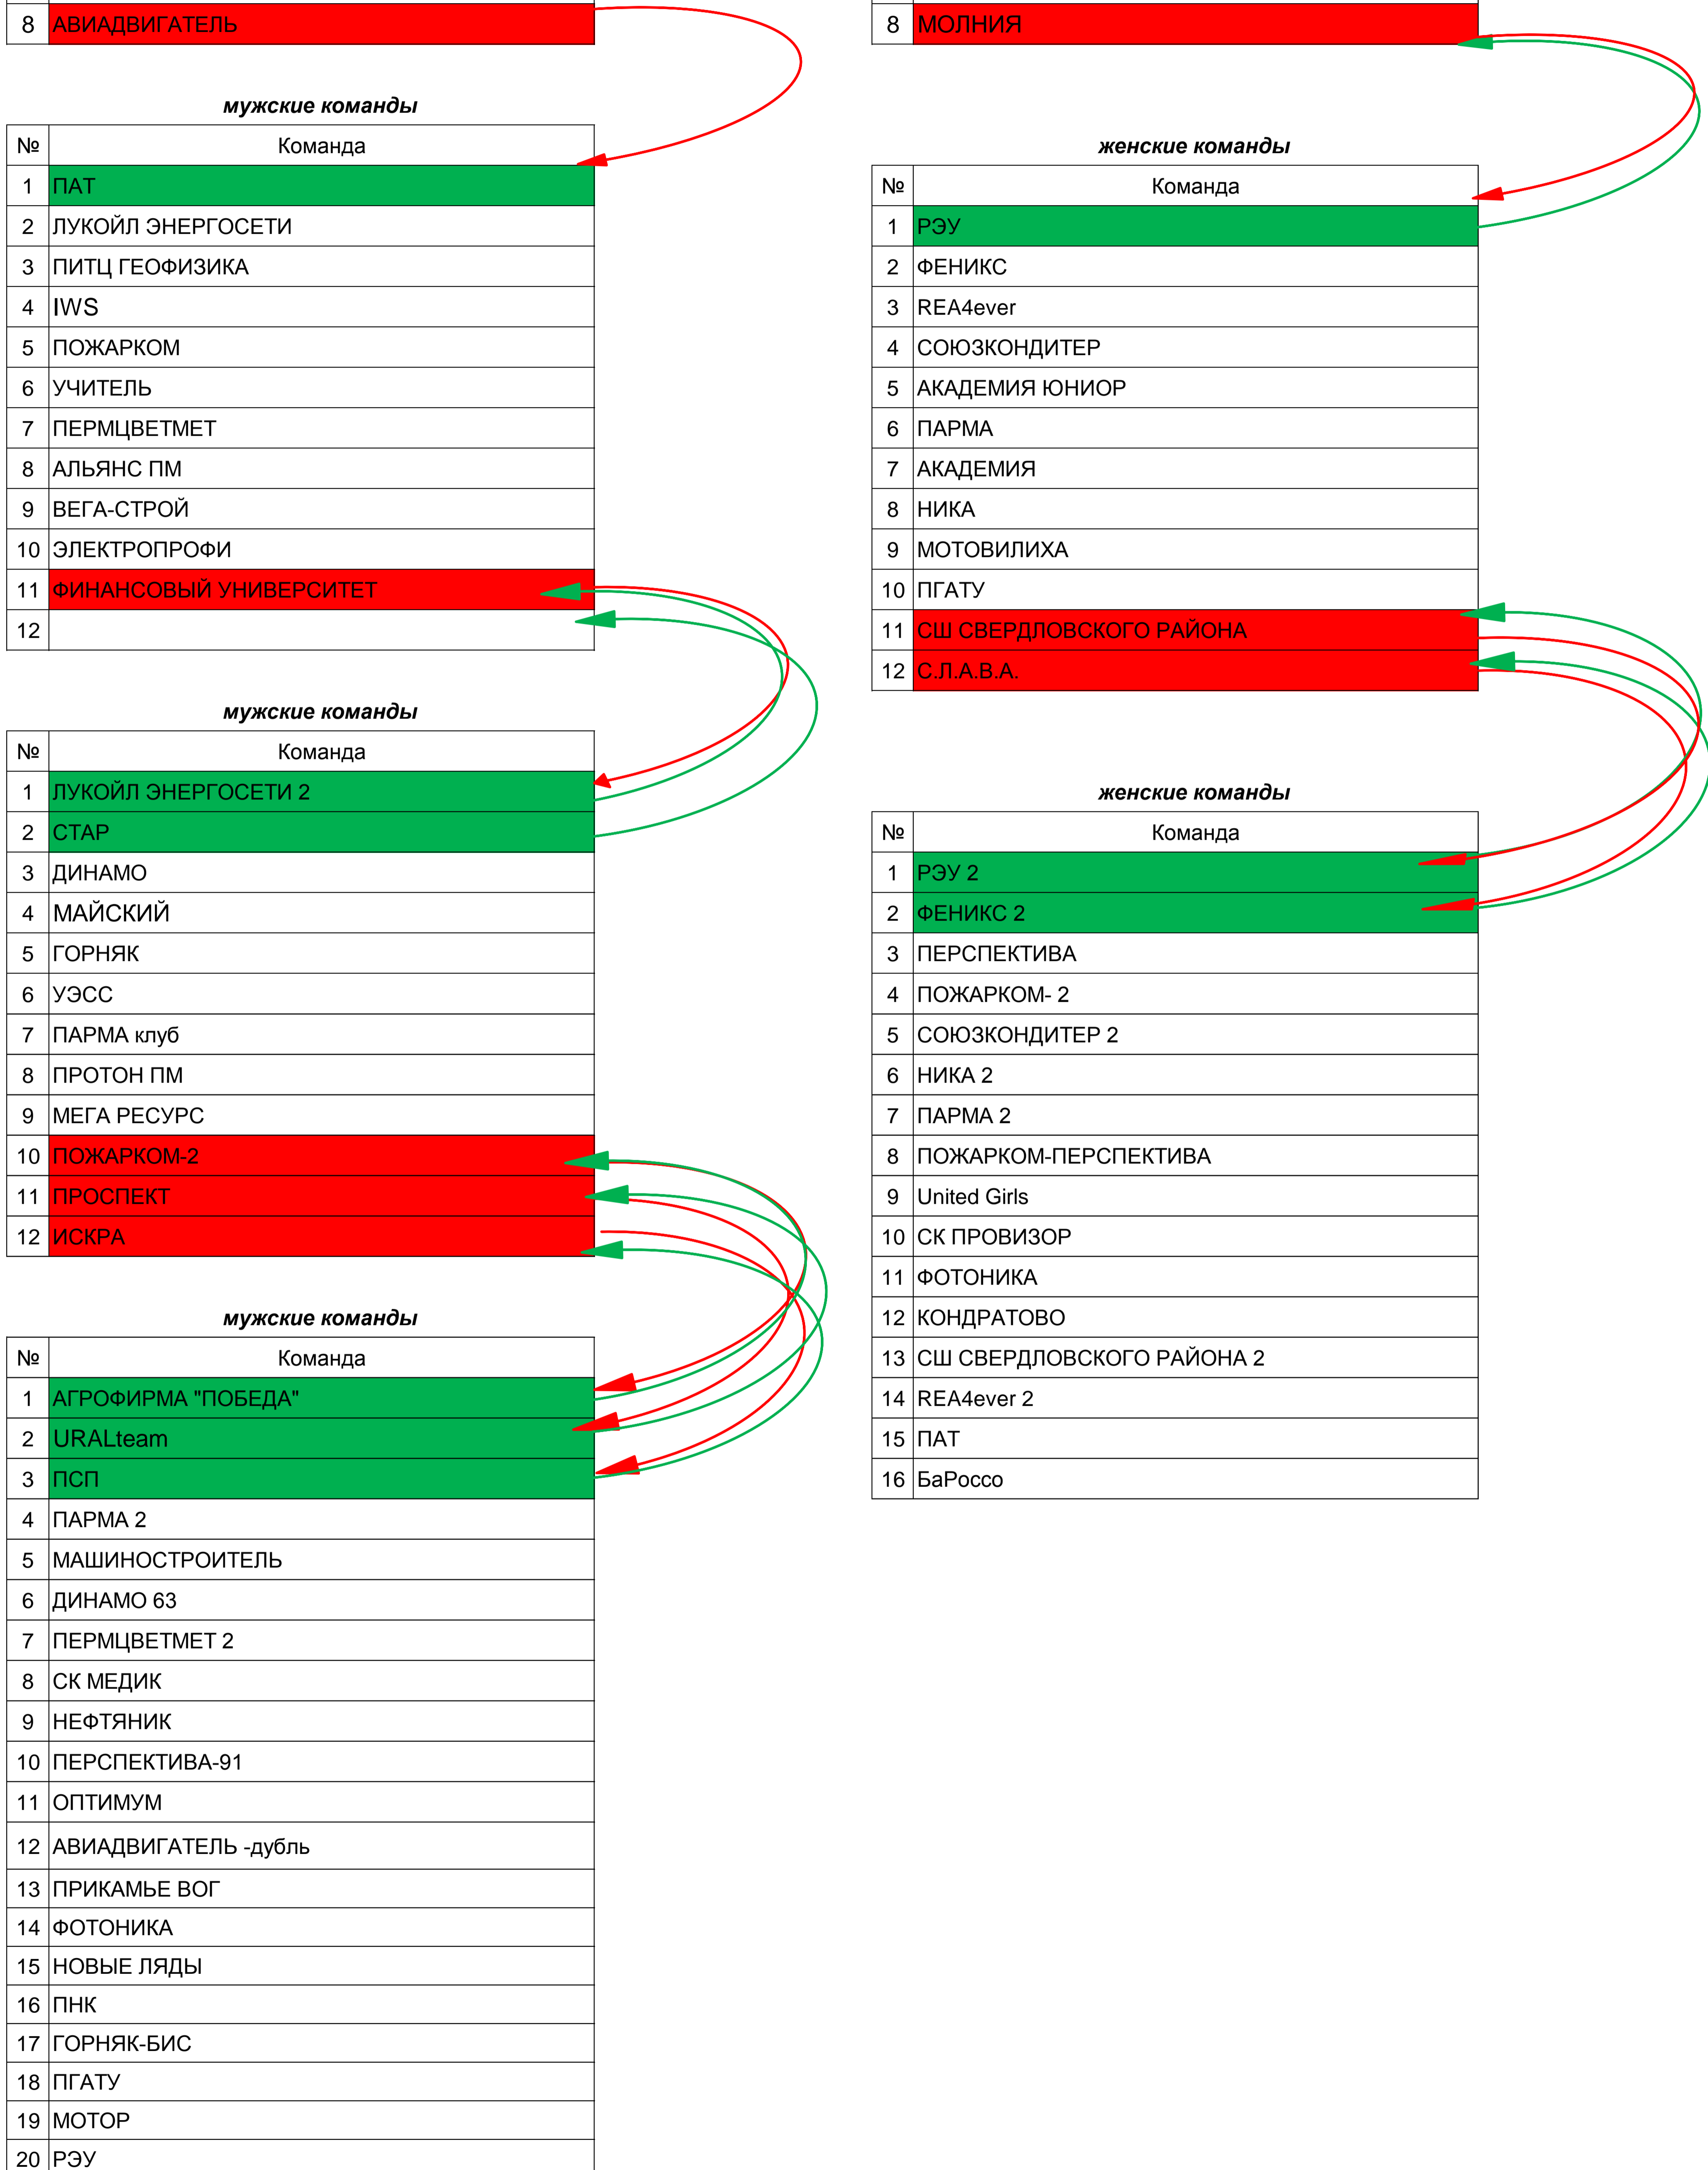 8 АВИАДВИГАТЕЛЬ
мужские команды
№ Команда
1 ПАТ
2 ЛУКОЙЛ ЭНЕРГОСЕТИ
3 ПИТЦ ГЕОФИЗИКА
4 IWS
5 ПОЖАРКОМ
6 УЧИТЕЛЬ
7 ПЕРМЦВЕТМЕТ
8 АЛЬЯНС ПМ
9 ВЕГА-СТРОЙ
10 ЭЛЕКТРОПРОФИ
11 ФИНАНСОВЫЙ УНИВЕРСИТЕТ
12
мужские команды
№ Команда
1 ЛУКОЙЛ ЭНЕРГОСЕТИ 2
2 СТАР
3 ДИНАМО
4 МАЙСКИЙ
5 ГОРНЯК
6 УЭСС
7 ПАРМА клуб
8 ПРОТОН ПМ
9 МЕГА РЕСУРС
10 ПОЖАРКОМ-2
11 ПРОСПЕКТ
12 ИСКРА
мужские команды
№ Команда
1 АГРОФИРМА "ПОБЕДА"
2 URALteam
3 ПСП
4 ПАРМА 2
5 МАШИНОСТРОИТЕЛЬ
6 ДИНАМО 63
7 ПЕРМЦВЕТМЕТ 2
8 СК МЕДИК
9 НЕФТЯНИК
10 ПЕРСПЕКТИВА-91
11 ОПТИМУМ
12 АВИАДВИГАТЕЛЬ -дубль
13 ПРИКАМЬЕ ВОГ
14 ФОТОНИКА
15 НОВЫЕ ЛЯДЫ
16 ПНК
17 ГОРНЯК-БИС
18 ПГАТУ
19 МОТОР
20 РЭУ
8 МОЛНИЯ
женские команды
№ Команда
1 РЭУ
2 ФЕНИКС
3 REA4ever
4 СОЮЗКОНДИТЕР
5 АКАДЕМИЯ ЮНИОР
6 ПАРМА
7 АКАДЕМИЯ
8 НИКА
9 МОТОВИЛИХА
10 ПГАТУ
11 СШ СВЕРДЛОВСКОГО РАЙОНА
12 С.Л.А.В.А.
женские команды
№ Команда
1 РЭУ 2
2 ФЕНИКС 2
3 ПЕРСПЕКТИВА
4 ПОЖАРКОМ- 2
5 СОЮЗКОНДИТЕР 2
6 НИКА 2
7 ПАРМА 2
8 ПОЖАРКОМ-ПЕРСПЕКТИВА
9 United Girls
10 СК ПРОВИЗОР
11 ФОТОНИКА
12 КОНДРАТОВО
13 СШ СВЕРДЛОВСКОГО РАЙОНА 2
14 REA4ever 2
15 ПАТ
16 БаРоссо